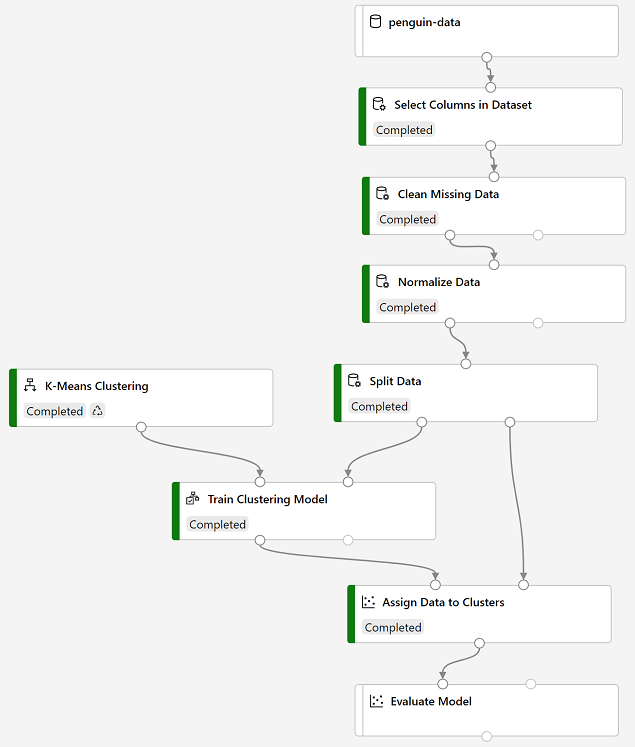 penguin-data
Select Columns in Dataset
Completed
Clean Missing Data
Completed
Normalize Data
Completed
K-Means Clustering
Completed
Split Data
Completed
Train Clustering Model
Completed
Assign Data to Clusters
Completed
Evaluate Model